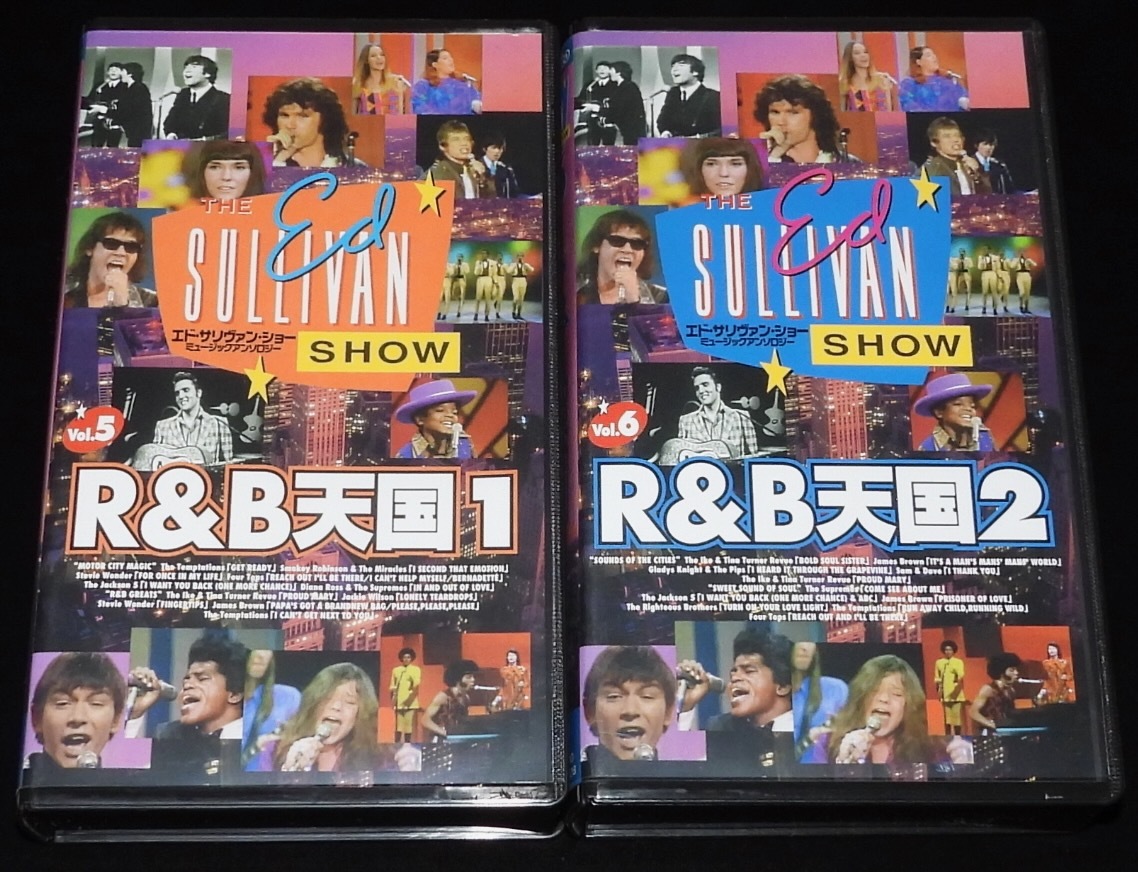 THE
Ed
SULLIVAN
エド・サリヴァン・ショー
ミュージックアンソロジー
SHOW
Vol.5
R&B天国1
"MOTOR CITY MAGIC" The Temptations「GET READY」 Smokey Robinson & The Miracles「I SECOND THAT EMOTION」
Stevie Wonder「FOR ONCE IN MY LIFE」 Four Tops「REACH OUT I'LL BE THERE/I CAN'T HELP MYSELF/BERNADETTE」
The Jackson 5「I WANT YOU BACK (ONE MORE CHANCE)」 Diana Ross & The Supremes「IN AND OUT OF LOVE」
"R&B GREATS" The Ike & Tina Turner Revue「PROUD MARY」 Jackie Wilson「LONELY TEARDROPS」
Stevie Wonder「FINGERTIPS」 James Brown「PAPA'S GOT A BRANDNEW BAG/PLEASE,PLEASE,PLEASE」
The Temptations「I CAN'T GET NEXT TO YOU」
THE
Ed
SULLIVAN
エド・サリヴァン・ショー
ミュージックアンソロジー
SHOW
Vol.6
R&B天国2
"SOUNDS OF THE CITIES" The Ike & Tina Turner Revue「BOLD SOUL SISTER」 James Brown「IT'S A MAN'S MANS' MANS' WORLD」
Gladys Knight & The Pips「I HEARD IT THROUGH THE GRAPEVINE」 Sam & Dave「I THANK YOU」
The Ike & Tina Turner Revue「PROUD MARY」
"SWEET SOUND OF SOUL" The Supremes「COME SEE ABOUT ME」
The Jackson 5「I WANT YOU BACK (ONE MORE CHANCE) & ABC」 James Brown「PRISONER OF LOVE」
The Righteous Brothers「TURN ON YOUR LOVE LIGHT」 The Temptations「RUN AWAY CHILD,RUNNING WILD」
Four Tops「REACH OUT AND I'LL BE THERE」